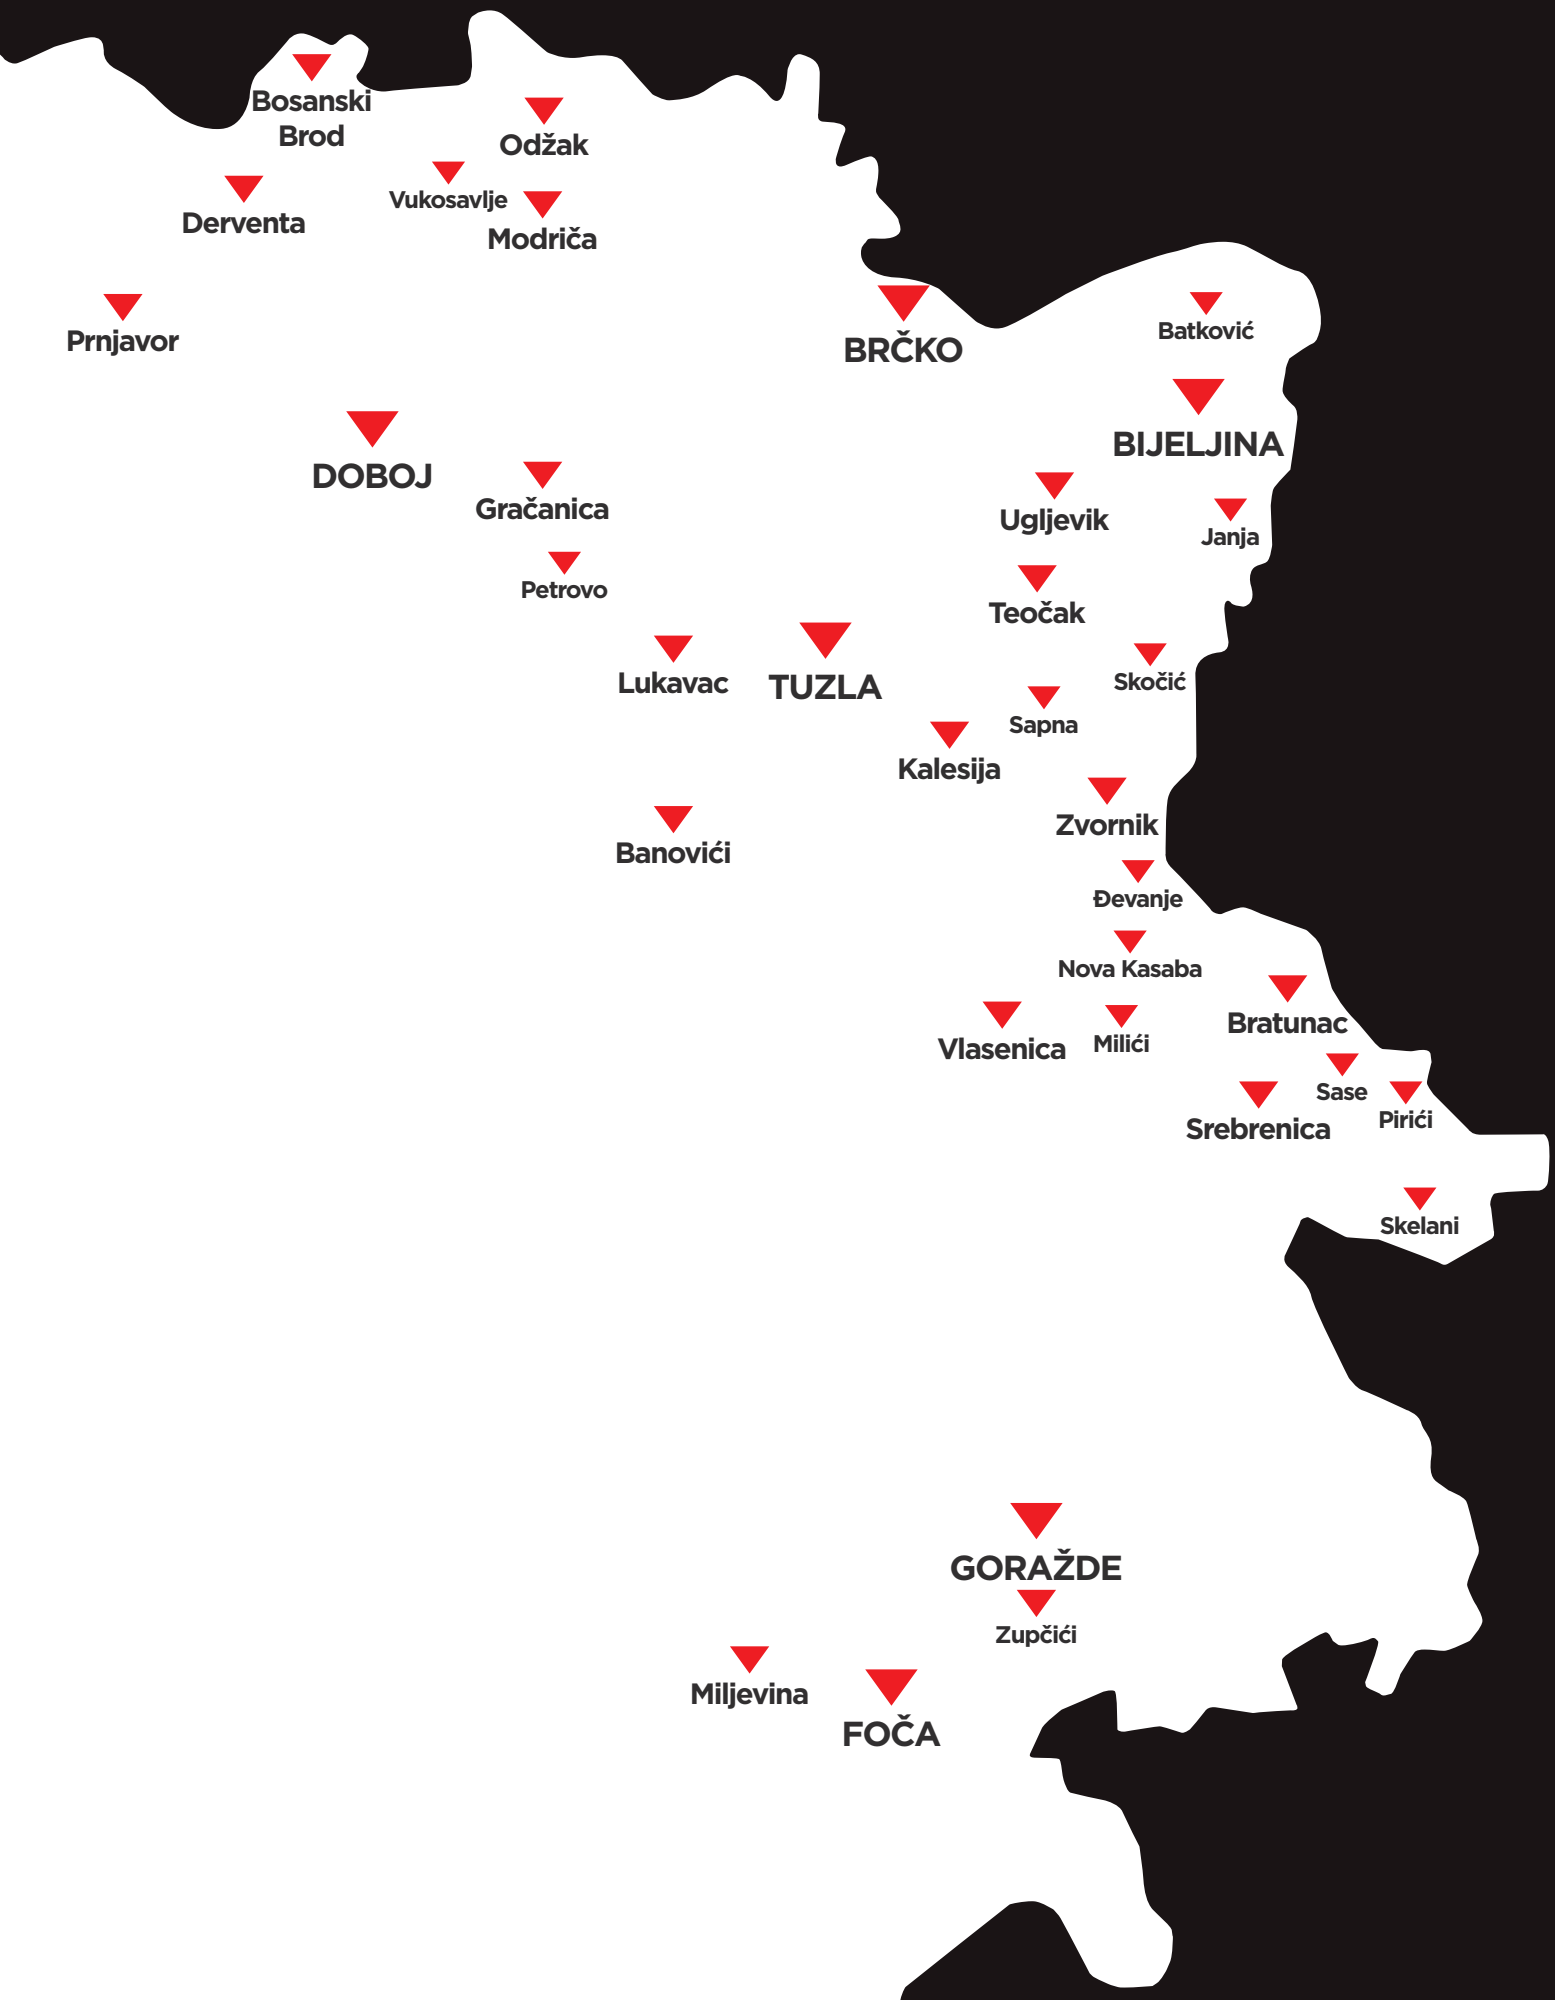 Bosanski
Brod
Odžak
Vukosavlje
Derventa
Modriča
Prnjavor
BRČKO
Batković
BIJELJINA
DOBOJ
Gračanica
Ugljevik
Janja
Petrovo
Teočak
Lukavac
TUZLA
Skočić
Sapna
Kalesija
Zvornik
Banovići
Đevanje
Nova Kasaba
Bratunac
Vlasenica
Milići
Sase
Pirići
Srebrenica
Skelani
GORAŽDE
Zupčići
Miljevina
FOČA